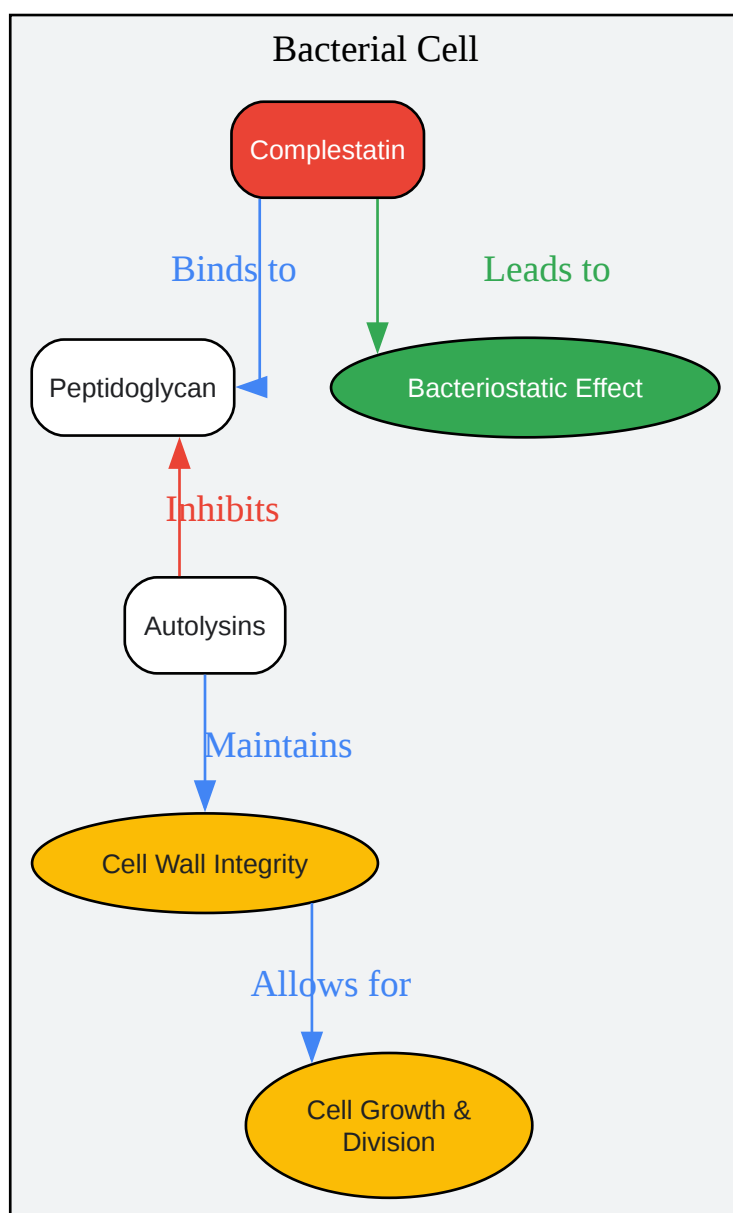 Bacterial Cell
Complestatin
Binds to
Leads to
Peptidoglycan
Bacteriostatic Effect
Inhibits
Autolysins
Maintains
Cell Wall Integrity
Allows for
Cell Growth &
Division